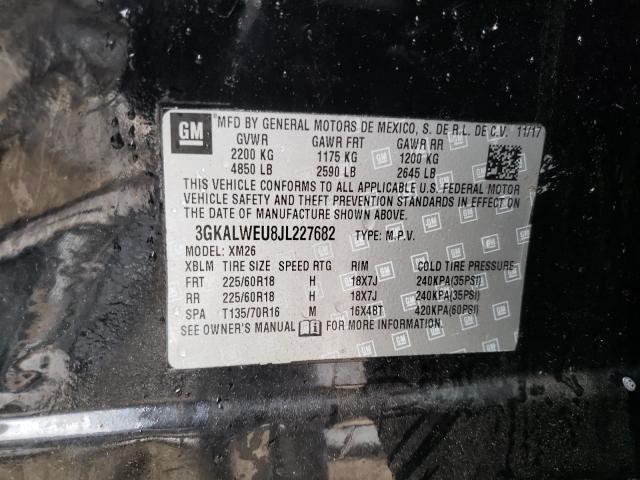 GM MFD BY GENERAL MOTORS DE MEXICO, S. DE R.L. DE C.V. 11/17
GVWR GAWR FRT GAWR RR
2200 KG 1175 KG 1200 KG
4850 LB 2590 LB 2645 LB
THIS VEHICLE CONFORMS TO ALL APPLICABLE U.S. FEDERAL MOTOR
VEHICLE SAFETY AND THEFT PREVENTION STANDARDS IN EFFECT ON
THE DATE OF MANUFACTURE SHOWN ABOVE.
3GKALWEU8JL227682 TYPE: M.P.V.
MODEL: XM26
XBLM TIRE SIZE SPEED RTG RIM COLD TIRE PRESSURE
FRT 225/60R18 H 18X7J 240KPA(35PSI)
RR 225/60R18 H 18X7J 240KPA(35PSI)
SPA T135/70R16 M 16X4BT 420KPA(60PSI)
SEE OWNER'S MANUAL FOR MORE INFORMATION.